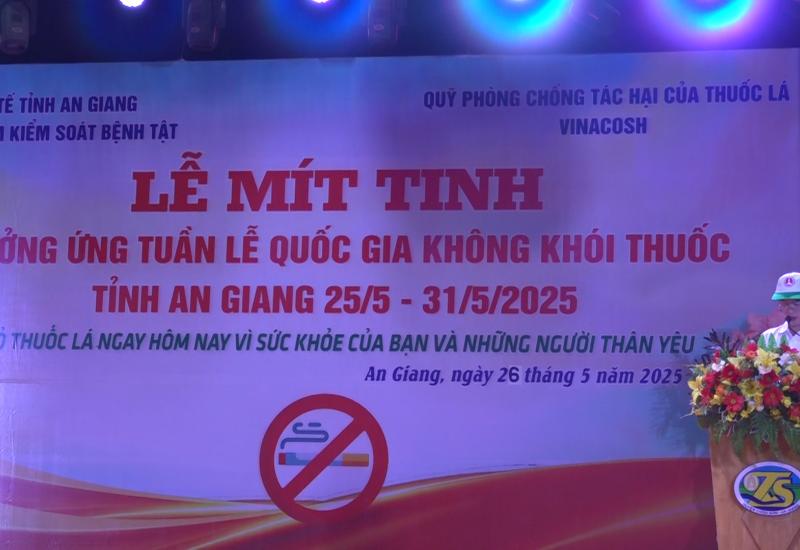 TẾ TỈNH AN GIANG
KIỂM SOÁT BỆNH TẬT
QUỸ PHÒNG CHỐNG TÁC HẠI CỦA THUỐC LÁ
VINACOSH
LỄ MÍT TINH
ỞNG ỨNG TUẦN LỄ QUỐC GIA KHÔNG KHÓI THUỐC
TỈNH AN GIANG 25/5 - 31/5/2025
THUỐC LÁ NGAY HÔM NAY VÌ SỨC KHỎE CỦA BẠN VÀ NHỮNG NGƯỜI THÂN YÊU
An Giang, ngày 26 tháng 5 năm 2025
TS